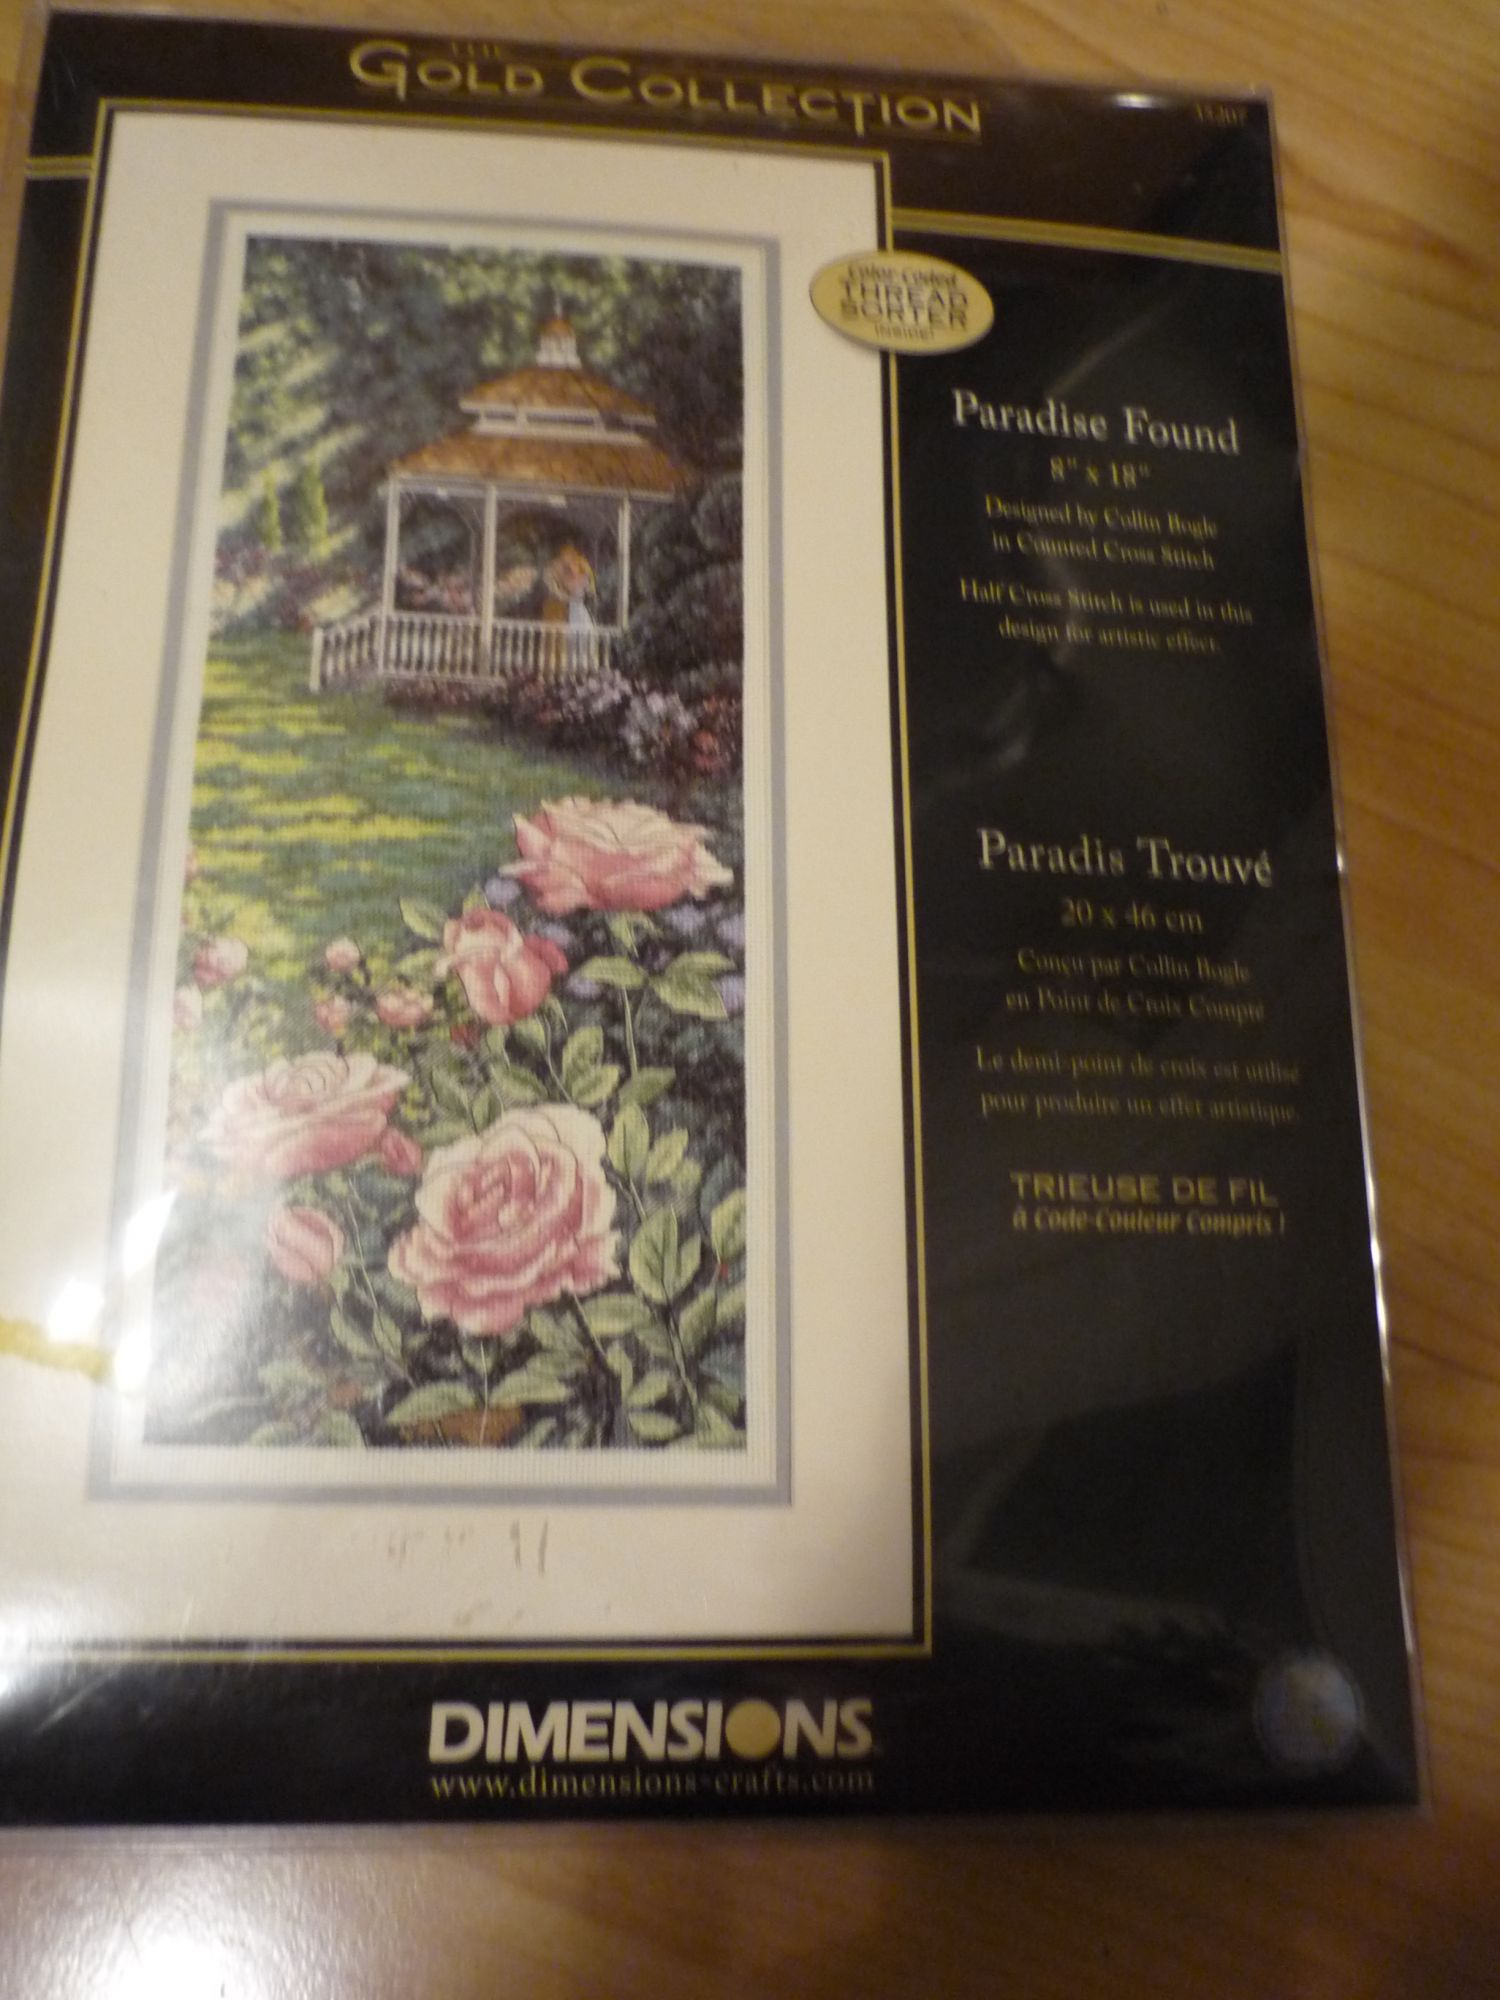 THE
GOLD COLLECTION
35207
Color-Coded
THREAD
SORTER
INSIDE!
Paradise Found
8" x 18"
Designed by Collin Bogle
in Counted Cross Stitch
Half Cross Stitch is used in this
design for artistic effect.
Paradis Trouvé
20 x 46 cm
Conçu par Collin Bogle
en Point de Croix Compté
Le demi-point de croix est utilisé
pour produire un effet artistique.
TRIEUSE DE FIL
à Code-Couleur Compris !
DIMENSIONS
www.dimensions-crafts.com